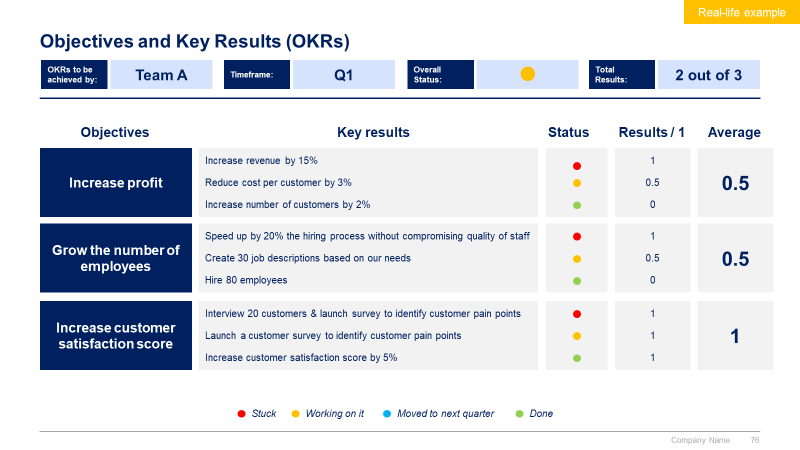 Real-life example
Objectives and Key Results (OKRs)
OKRs to be
achieved by:
Team A
Timeframe:
Q1
Overall
Status:
Total
Results:
2 out of 3
Objectives
Key results
Status
Results / 1
Average
Increase profit
Increase revenue by 15%
1
Reduce cost per customer by 3%
0.5
Increase number of customers by 2%
0
0.5
Grow the number of
employees
Speed up by 20% the hiring process without compromising quality of staff
1
Create 30 job descriptions based on our needs
0.5
Hire 80 employees
0
0.5
Increase customer
satisfaction score
Interview 20 customers & launch survey to identify customer pain points
1
Launch a customer survey to identify customer pain points
1
Increase customer satisfaction score by 5%
1
1
Stuck
Working on it
Moved to next quarter
Done
Company Name
76